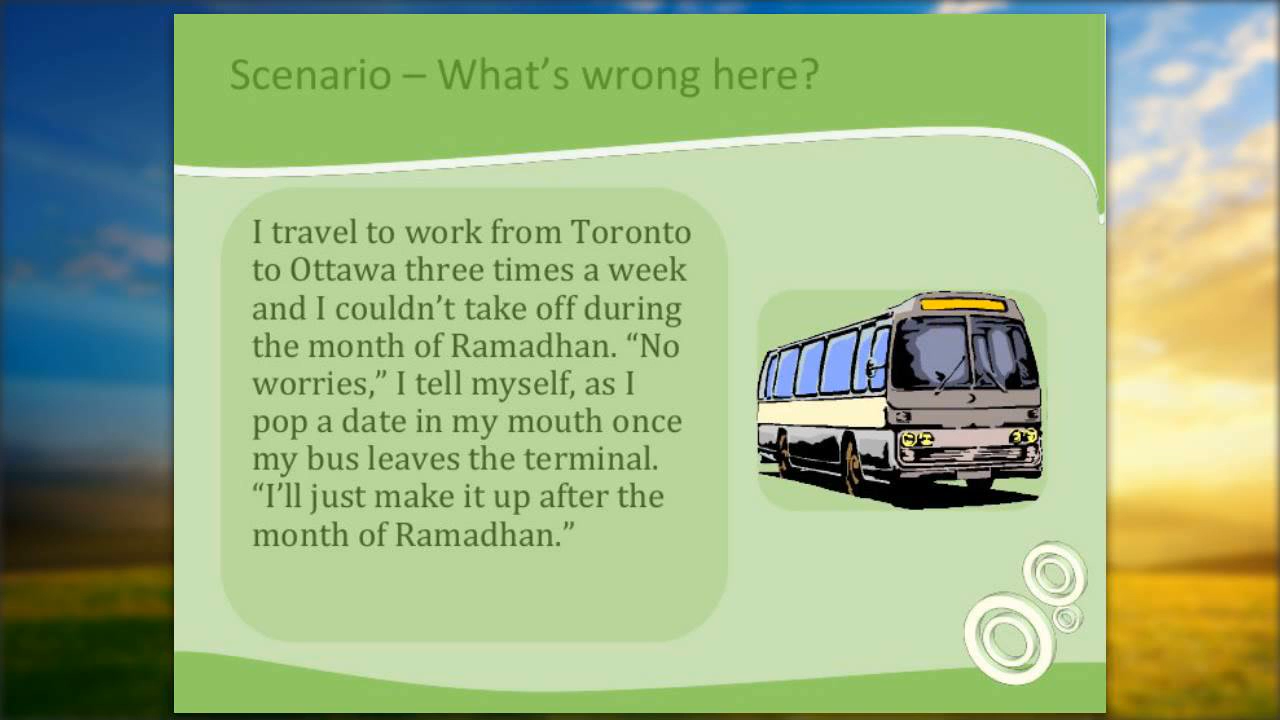 Scenario – What’s wrong here?
I travel to work from Toronto
to Ottawa three times a week
and I couldn’t take off during
the month of Ramadhan. “No
worries,” I tell myself, as I
pop a date in my mouth once
my bus leaves the terminal.
“I’ll just make it up after the
month of Ramadhan.”